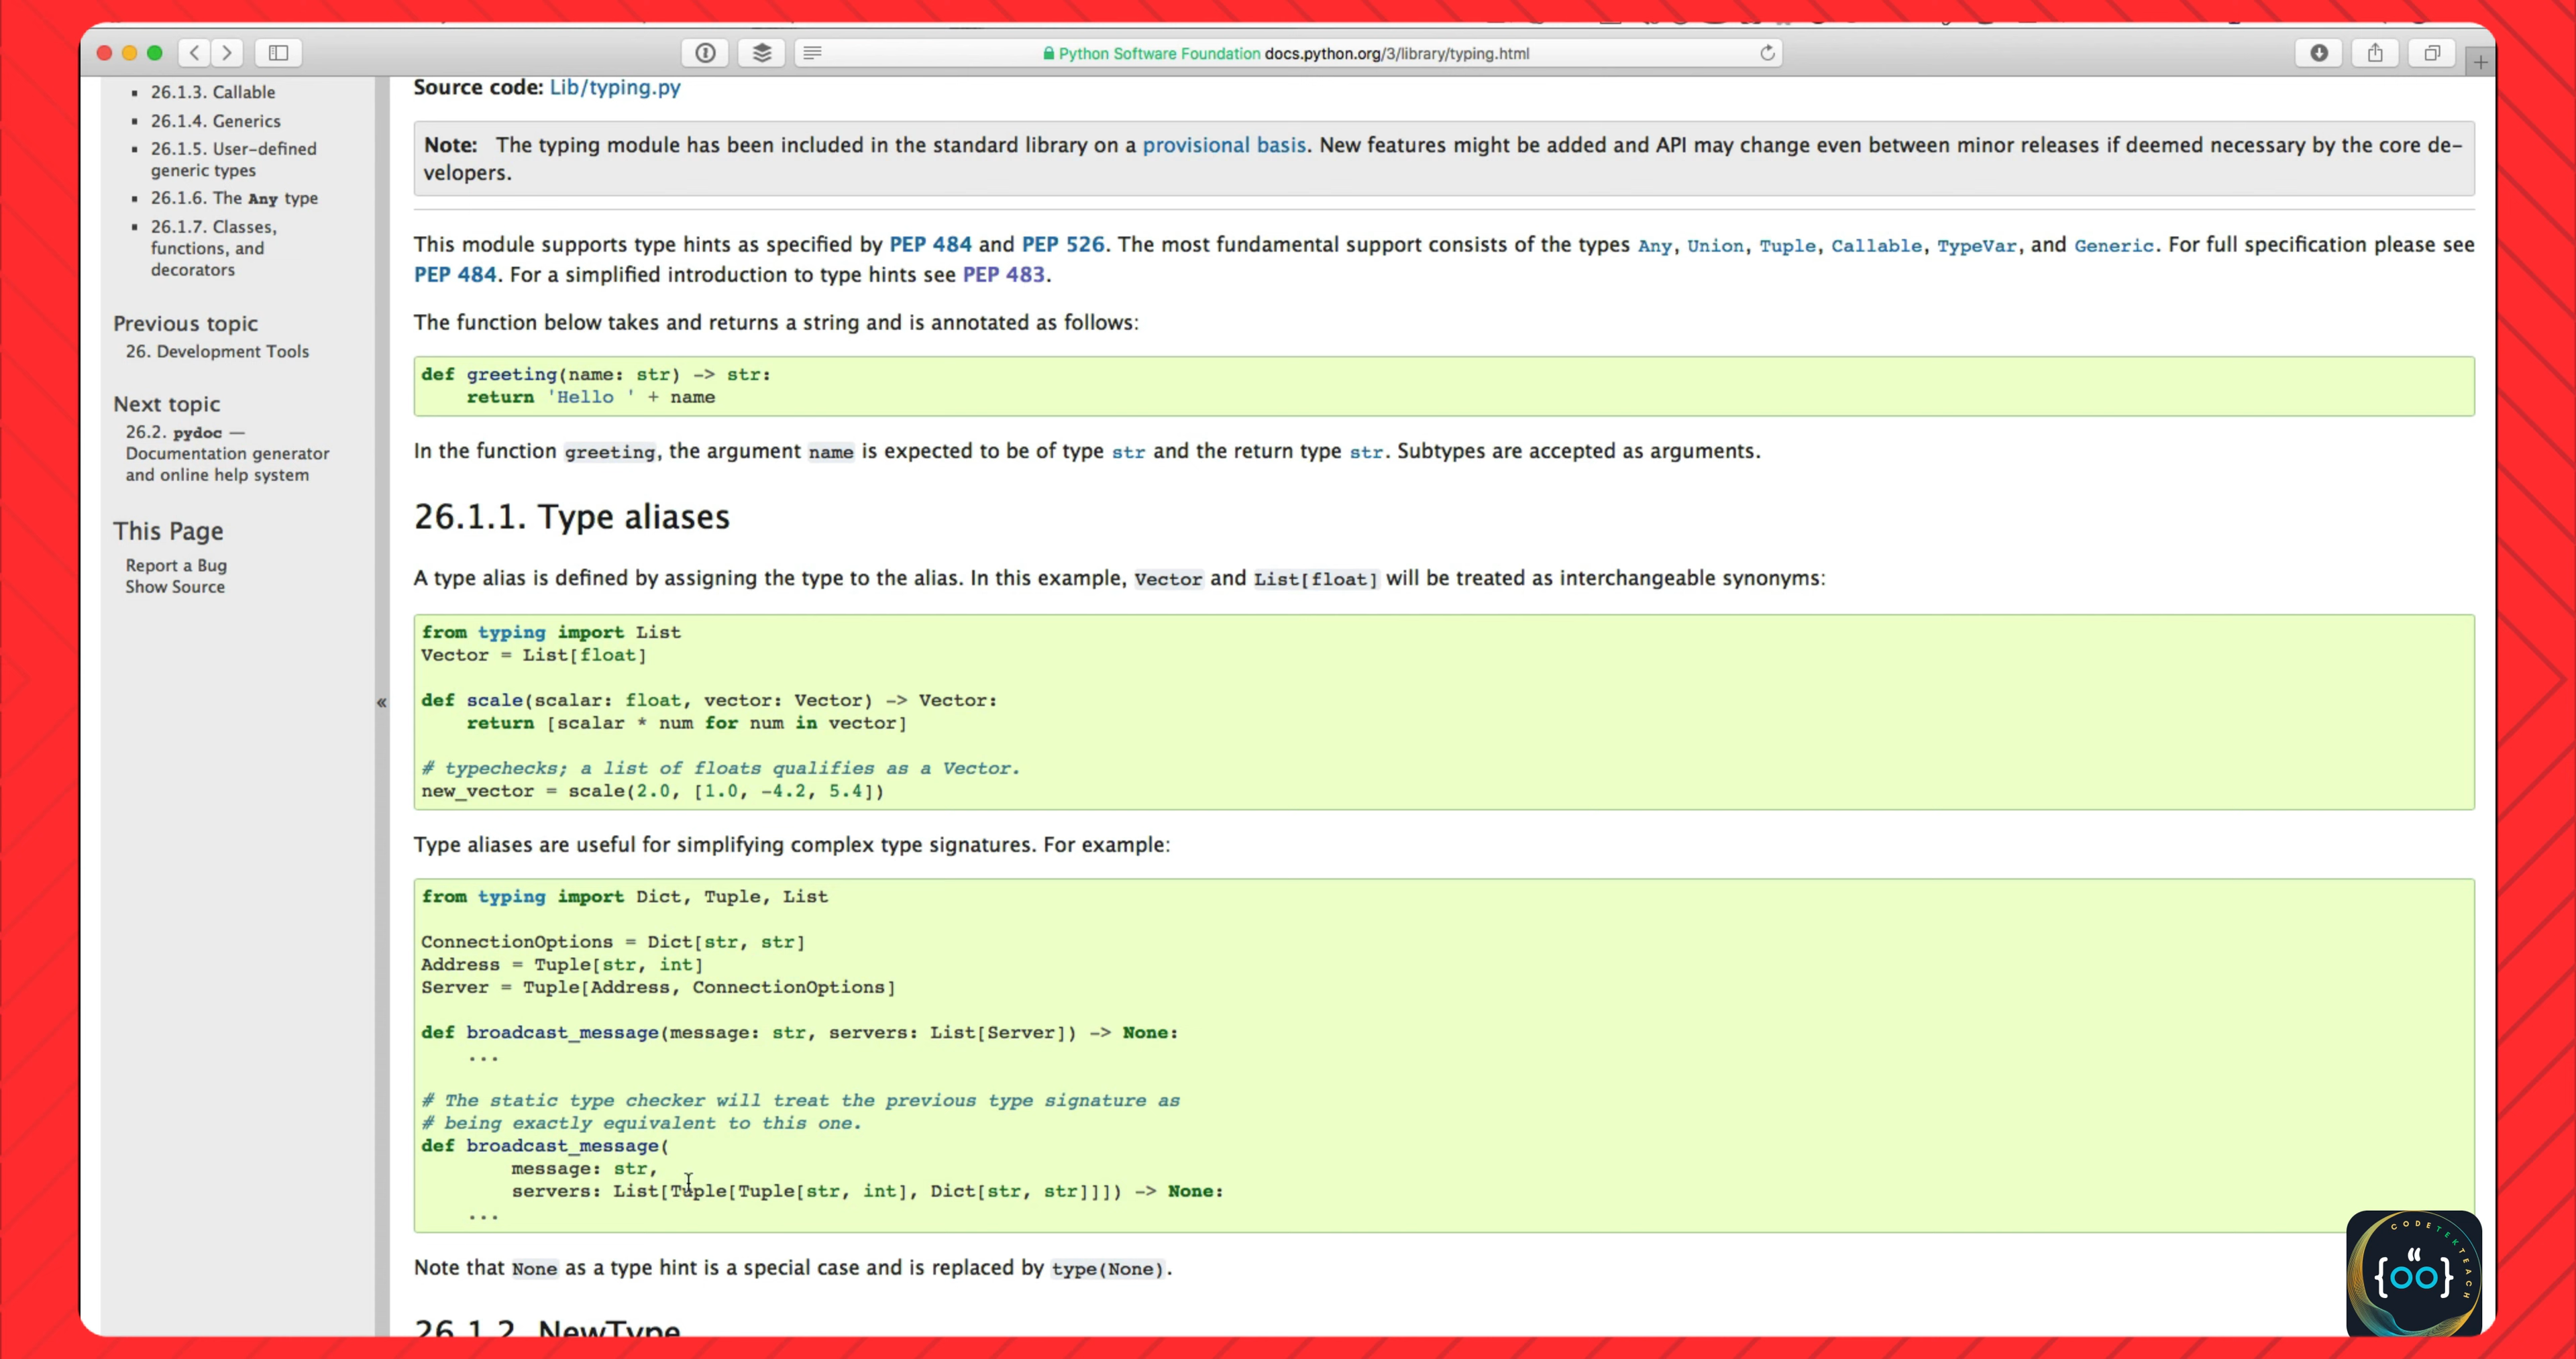 Python Software Foundation docs.python.org/3/library/typing.html
26.1.3. Callable
26.1.4. Generics
26.1.5. User-defined
generic types
26.1.6. The Any type
26.1.7. Classes,
functions, and
decorators
Previous topic
26. Development Tools
Next topic
26.2. pydoc —
Documentation generator
and online help system
This Page
Report a Bug
Show Source
«
Source code: Lib/typing.py
Note: The typing module has been included in the standard library on a provisional basis. New features might be added and API may change even between minor releases if deemed necessary by the core de-
velopers.
This module supports type hints as specified by PEP 484 and PEP 526. The most fundamental support consists of the types Any, Union, Tuple, Callable, TypeVar, and Generic. For full specification please see
PEP 484. For a simplified introduction to type hints see PEP 483.
The function below takes and returns a string and is annotated as follows:
def greeting(name: str) -> str:
    return 'Hello ' + name
In the function greeting, the argument name is expected to be of type str and the return type str. Subtypes are accepted as arguments.
26.1.1. Type aliases
A type alias is defined by assigning the type to the alias. In this example, Vector and List[float] will be treated as interchangeable synonyms:
from typing import List
Vector = List[float]
def scale(scalar: float, vector: Vector) -> Vector:
    return [scalar * num for num in vector]
# typechecks; a list of floats qualifies as a Vector.
new_vector = scale(2.0, [1.0, -4.2, 5.4])
Type aliases are useful for simplifying complex type signatures. For example:
from typing import Dict, Tuple, List
ConnectionOptions = Dict[str, str]
Address = Tuple[str, int]
Server = Tuple[Address, ConnectionOptions]
def broadcast_message(message: str, servers: List[Server]) -> None:
    ...
# The static type checker will treat the previous type signature as
# being exactly equivalent to this one.
def broadcast_message(
        message: str,
        servers: List[Tuple[Tuple[str, int], Dict[str, str]]]) -> None:
    ...
Note that None as a type hint is a special case and is replaced by type(None).
26.1.2. NewType
CODETEKTEACH